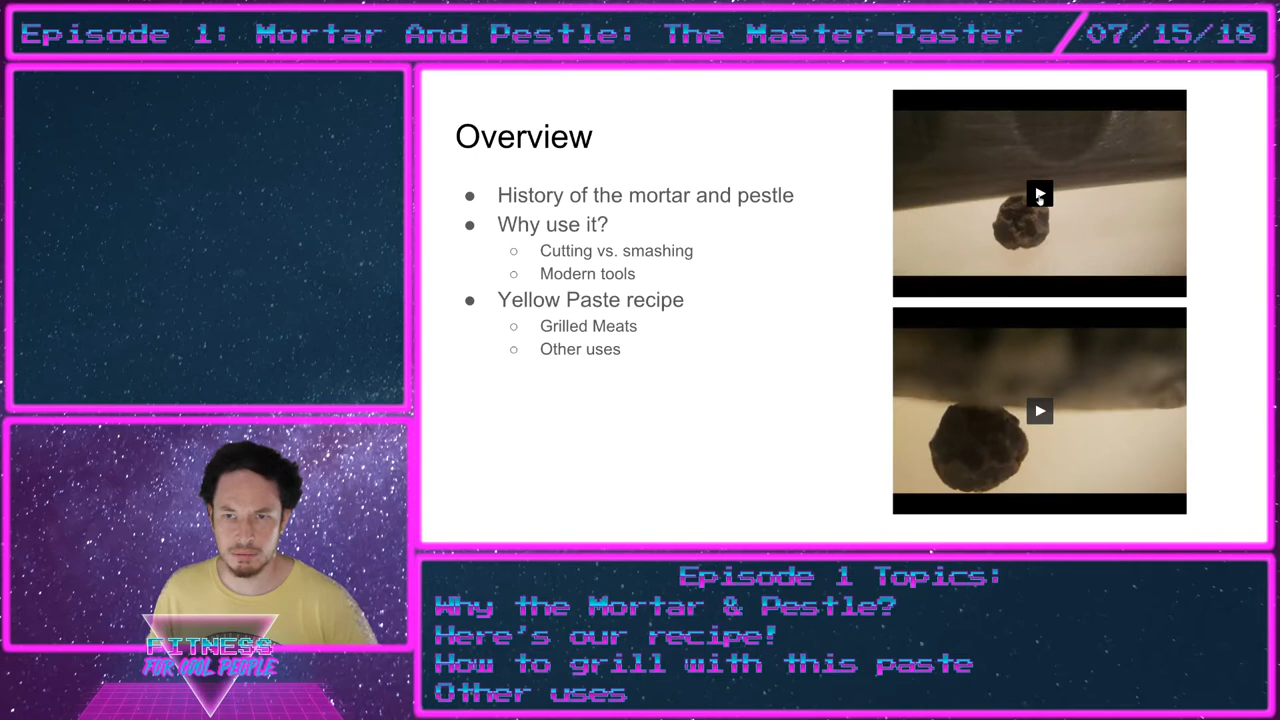 Episode 1: Mortar And Pestle: The Master-Paster
07/15/18
Overview
● History of the mortar and pestle
● Why use it?
○ Cutting vs. smashing
○ Modern tools
● Yellow Paste recipe
○ Grilled Meats
○ Other uses
FITNESS
FOR COOL PEOPLE
Episode 1 Topics:
Why the Mortar & Pestle?
Here's our recipe!
How to grill with this paste
Other uses